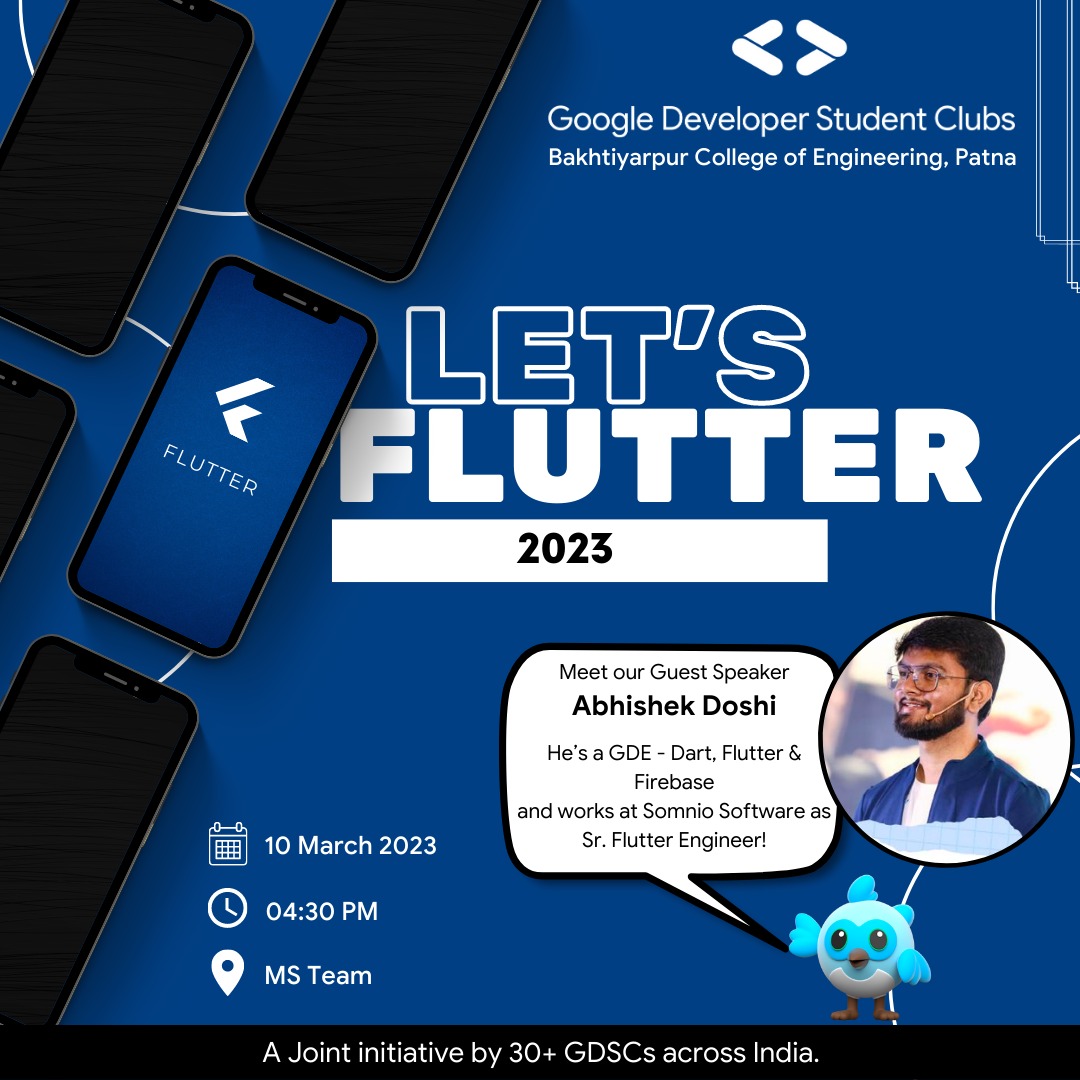 Google Developer Student Clubs
Bakhtiyarpur College of Engineering, Patna
LET'S
FLUTTER
2023
FLUTTER
Meet our Guest Speaker
Abhishek Doshi
He's a GDE - Dart, Flutter &
Firebase
and works at Somnio Software as
Sr. Flutter Engineer!
10 March 2023
04:30 PM
MS Team
A Joint initiative by 30+ GDSCs across India.